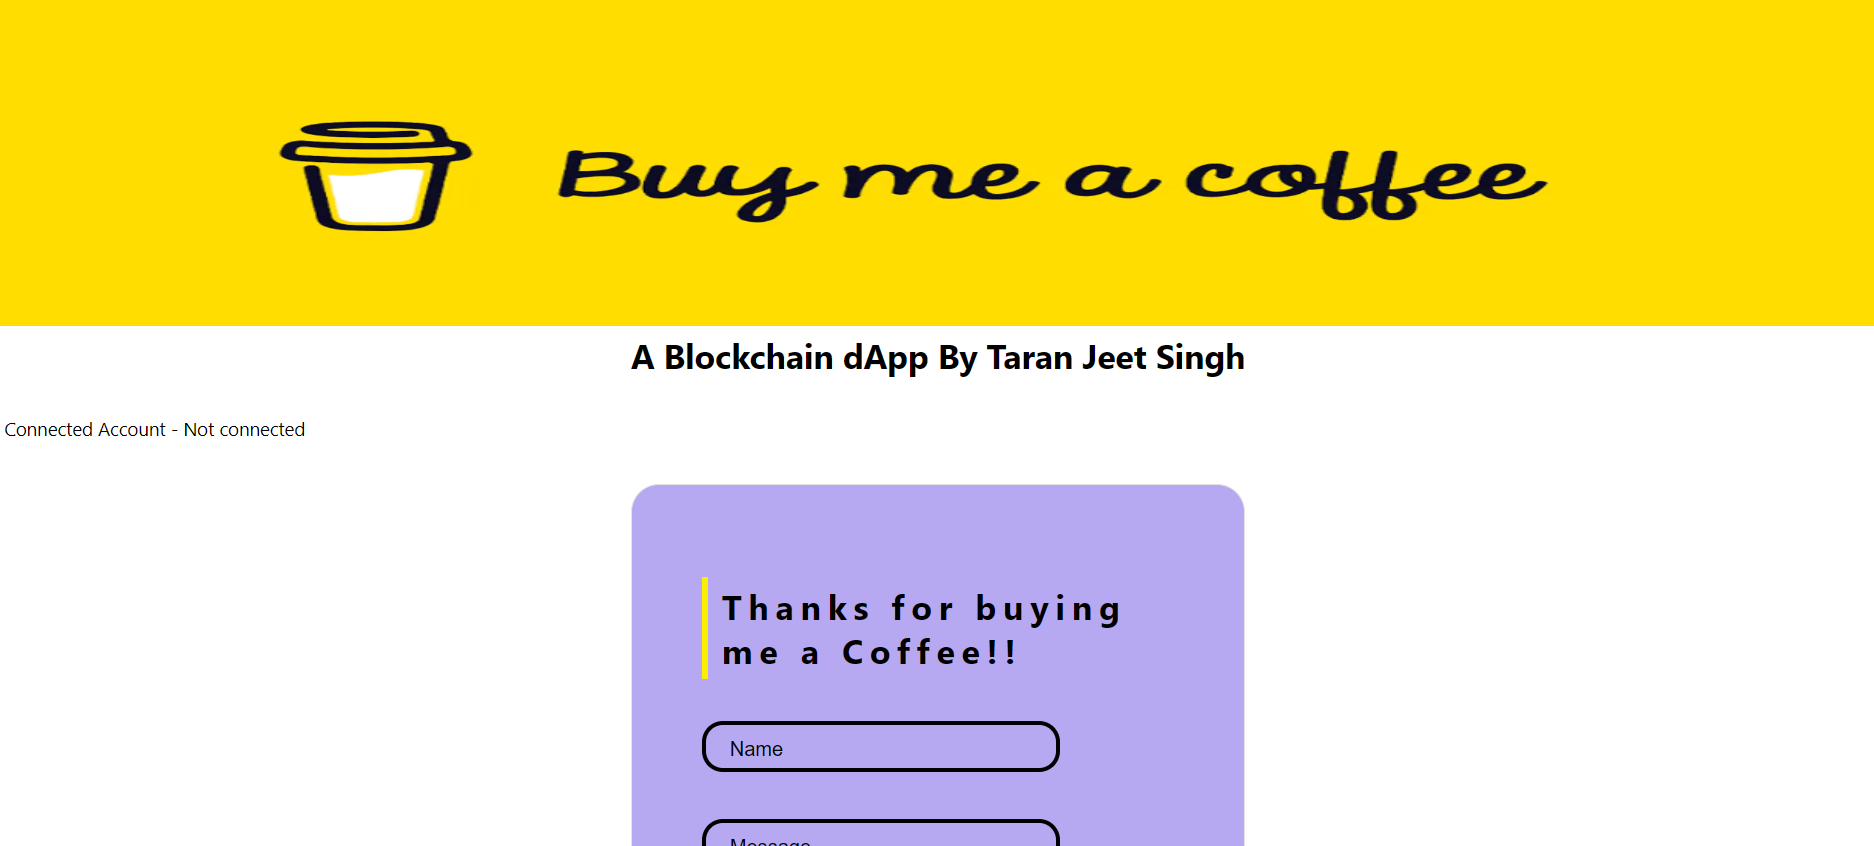 Buy me a coffee
A Blockchain dApp By Taran Jeet Singh
Connected Account - Not connected
Thanks for buying
me a Coffee!!
Name
Message